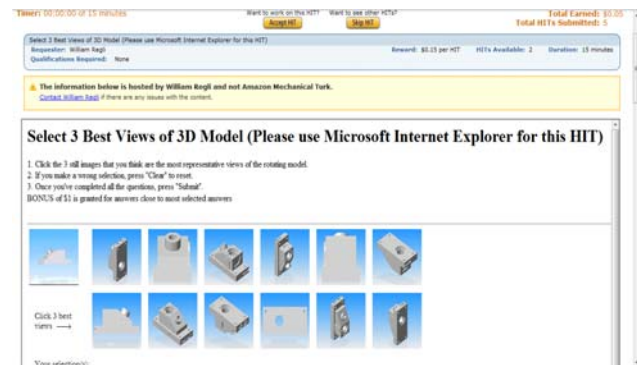 Timer: 00:00:00 of 15 minutes
Want to work on this HIT?
Want to see other HITs?
Accept HIT
Skip HIT
Total Earned: $0.05
Total HITs Submitted: 5
Select 3 Best Views of 3D Model (Please use Microsoft Internet Explorer for this HIT)
Requester: William Regli
Reward: $0.15 per HIT
HITs Available: 2
Duration: 15 minutes
Qualifications Required: None
The information below is hosted by William Regli and not Amazon Mechanical Turk.
Contact William Regli if there are any issues with the content.
Select 3 Best Views of 3D Model (Please use Microsoft Internet Explorer for this HIT)
1. Click the 3 still images that you think are the most representative views of the rotating model.
2. If you make a wrong selection, press "Clear" to reset.
3. Once you've completed all the questions, press "Submit".
BONUS of $1 is granted for answers close to most selected answers
Click 3 best
views →
Your selection(s):